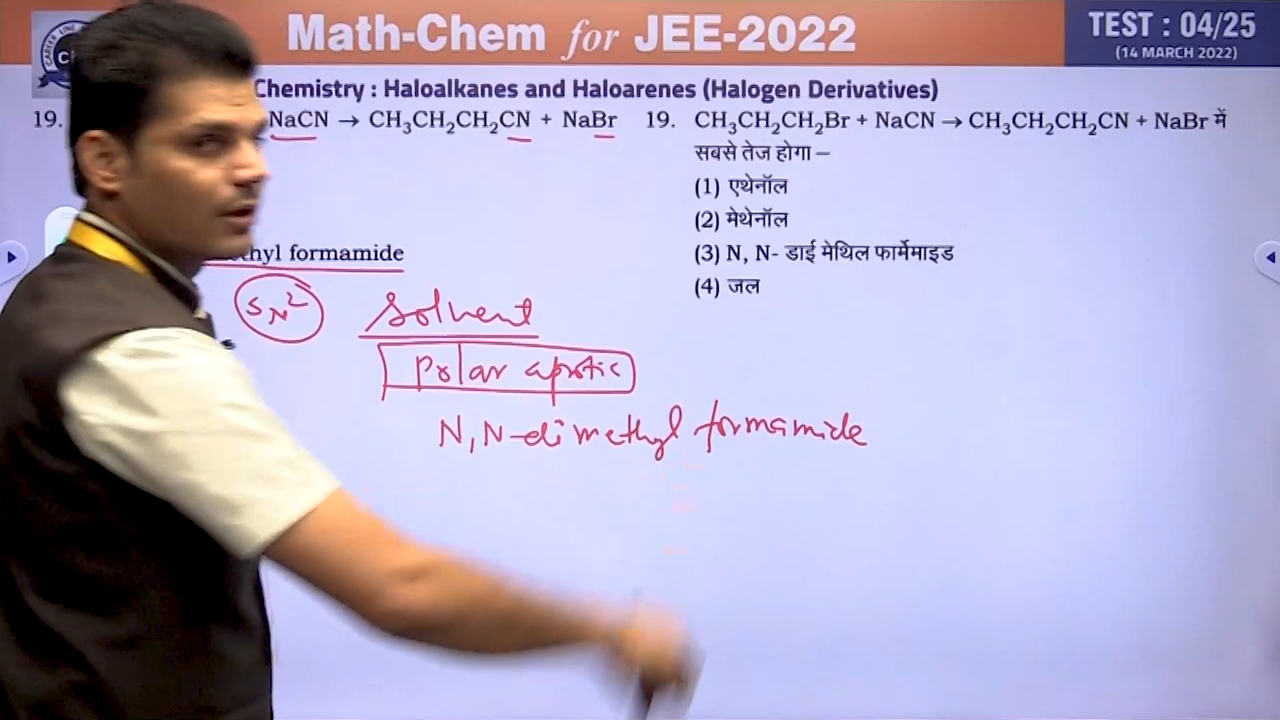 Math-Chem for JEE-2022
TEST : 04/25
(14 MARCH 2022)
Chemistry : Haloalkanes and Haloarenes (Halogen Derivatives)
19. NaCN → CH₃CH₂CH₂CN + NaBr
formamide
S_N²
Solvent
Polar aprotic
N, N-dimethyl formamide
19. CH₃CH₂CH₂Br + NaCN → CH₃CH₂CH₂CN + NaBr में
सबसे तेज होगा –
(1) एथेनॉल
(2) मेथेनॉल
(3) N, N- डाई मेथिल फार्मेमाइड
(4) जल